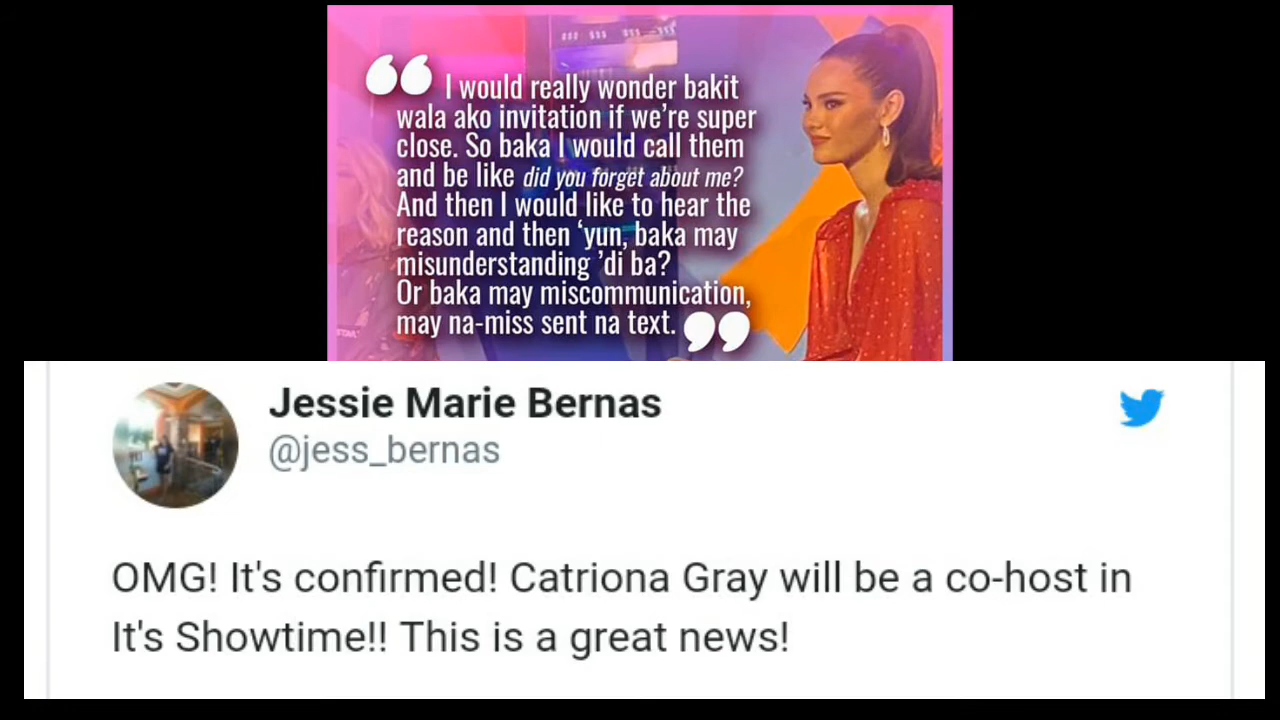 “ I would really wonder bakit
wala ako invitation if we’re super
close. So baka I would call them
and be like did you forget about me?
And then I would like to hear the
reason and then ‘yun, baka may
misunderstanding ’di ba?
Or baka may miscommunication,
may na-miss sent na text. ”
Jessie Marie Bernas
@jess_bernas
OMG! It's confirmed! Catriona Gray will be a co-host in
It's Showtime!! This is a great news!